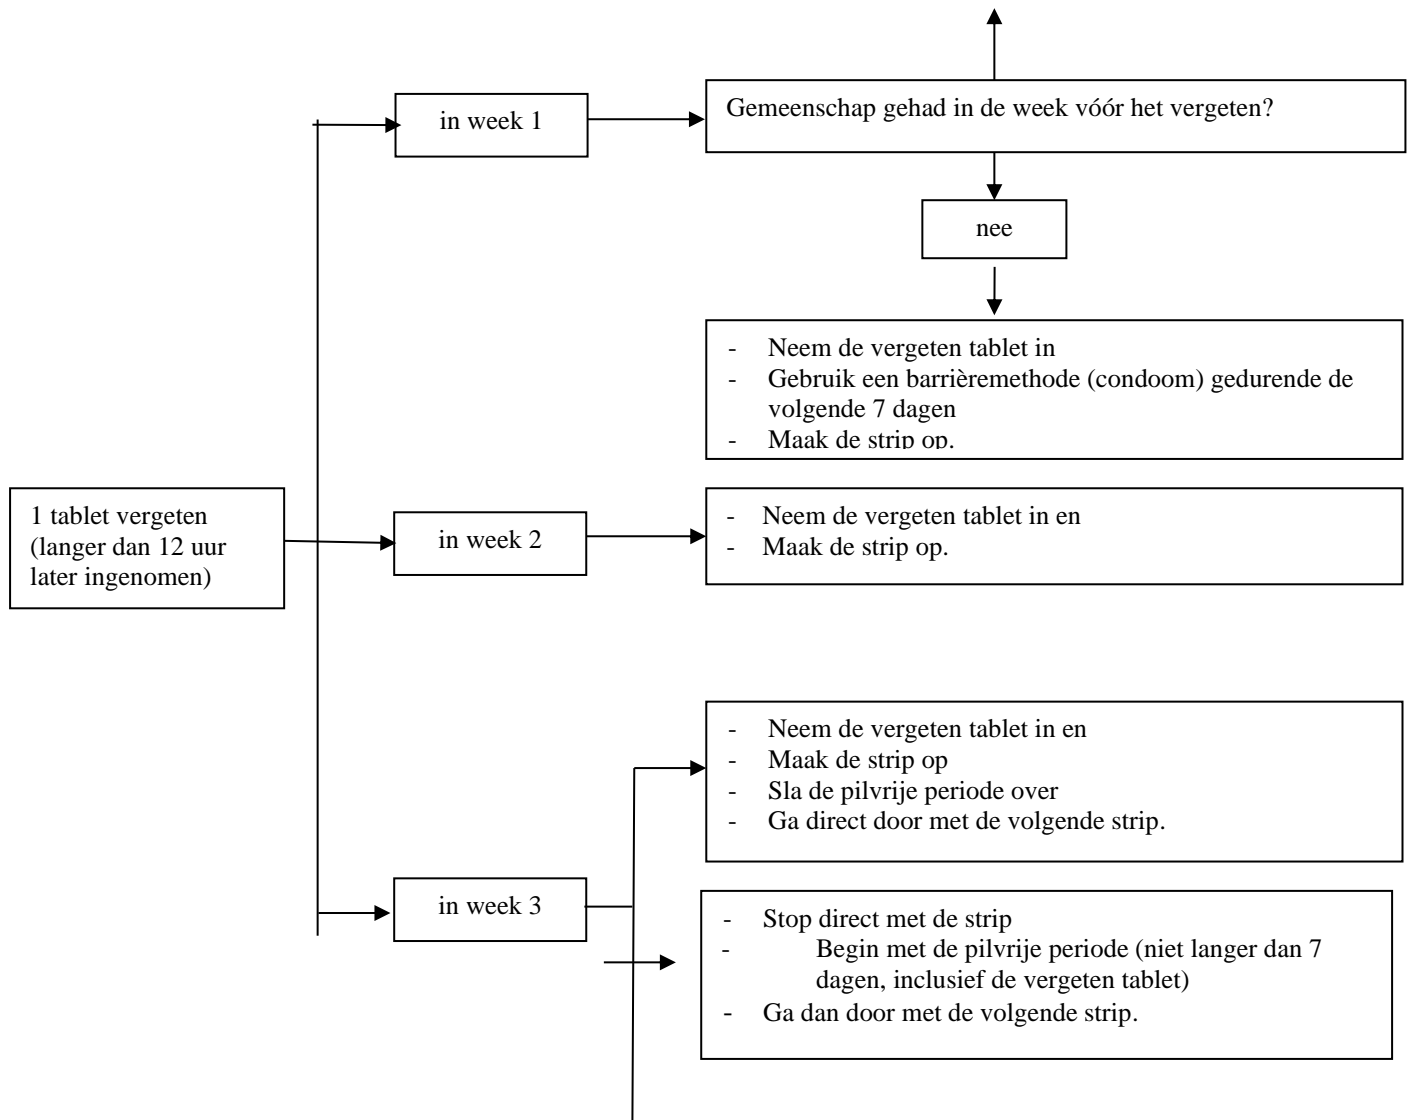 in week 1
Gemeenschap gehad in de week vóór het vergeten?
nee
- Neem de vergeten tablet in
- Gebruik een barrièremethode (condoom) gedurende de
volgende 7 dagen
- Maak de strip op.
1 tablet vergeten
(langer dan 12 uur
later ingenomen)
in week 2
- Neem de vergeten tablet in en
- Maak de strip op.
- Neem de vergeten tablet in en
- Maak de strip op
- Sla de pilvrije periode over
- Ga direct door met de volgende strip.
in week 3
- Stop direct met de strip
- Begin met de pilvrije periode (niet langer dan 7
dagen, inclusief de vergeten tablet)
- Ga dan door met de volgende strip.